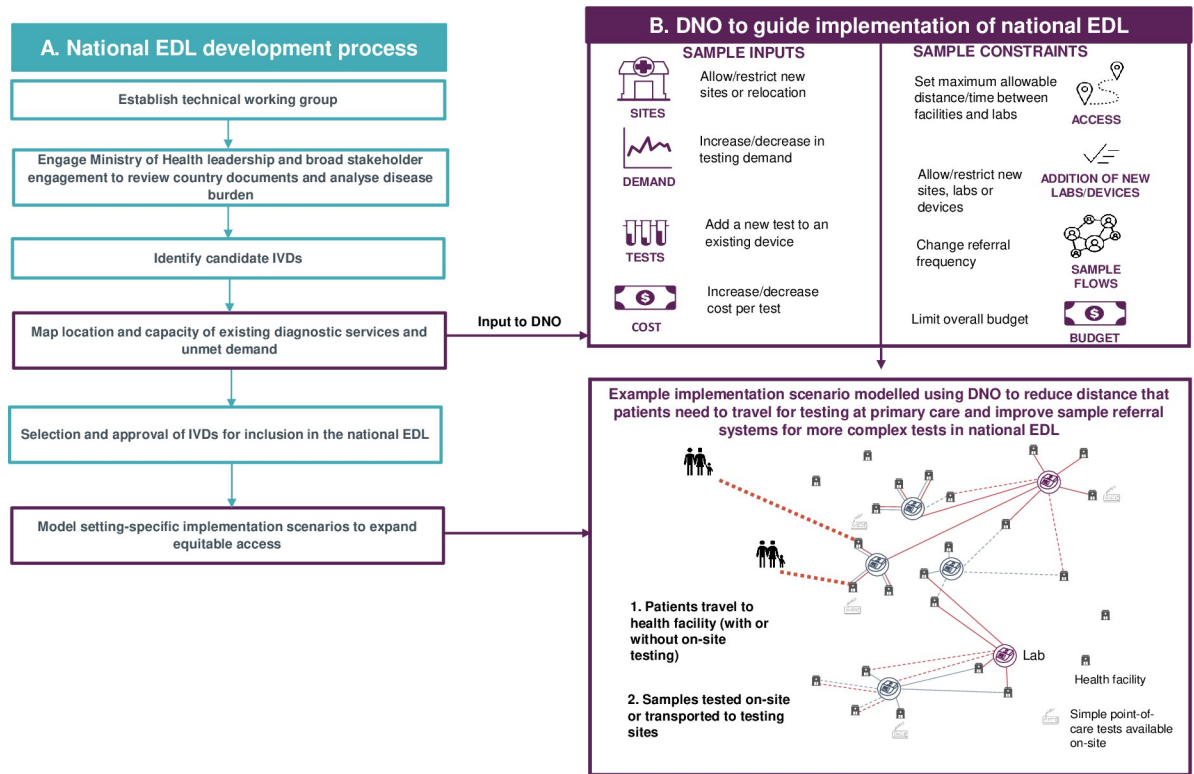 A. National EDL development process
Establish technical working group
Engage Ministry of Health leadership and broad stakeholder
engagement to review country documents and analyse disease
burden
Identify candidate IVDs
Map location and capacity of existing diagnostic services and
unmet demand
Input to DNO
Selection and approval of IVDs for inclusion in the national EDL
Model setting-specific implementation scenarios to expand
equitable access
B. DNO to guide implementation of national EDL
SAMPLE INPUTS
SITES
Allow/restrict new
sites or relocation
DEMAND
Increase/decrease in
testing demand
TESTS
Add a new test to an
existing device
COST
Increase/decrease
cost per test
SAMPLE CONSTRAINTS
Set maximum allowable
distance/time between
facilities and labs
ACCESS
Allow/restrict new
sites, labs or
devices
ADDITION OF NEW
LABS/DEVICES
Change referral
frequency
SAMPLE
FLOWS
Limit overall budget
BUDGET
Example implementation scenario modelled using DNO to reduce distance that
patients need to travel for testing at primary care and improve sample referral
systems for more complex tests in national EDL
1. Patients travel to
health facility (with or
without on-site
testing)
2. Samples tested on-site
or transported to testing
sites
Lab
Health facility
Simple point-of-
care tests available
on-site